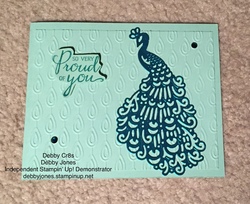 SO VERY
Proud
OF YOU
Debby Cr8s
Debby Jones
Independent Stampin' Up! Demonstrator
debbyjones.stampinup.net